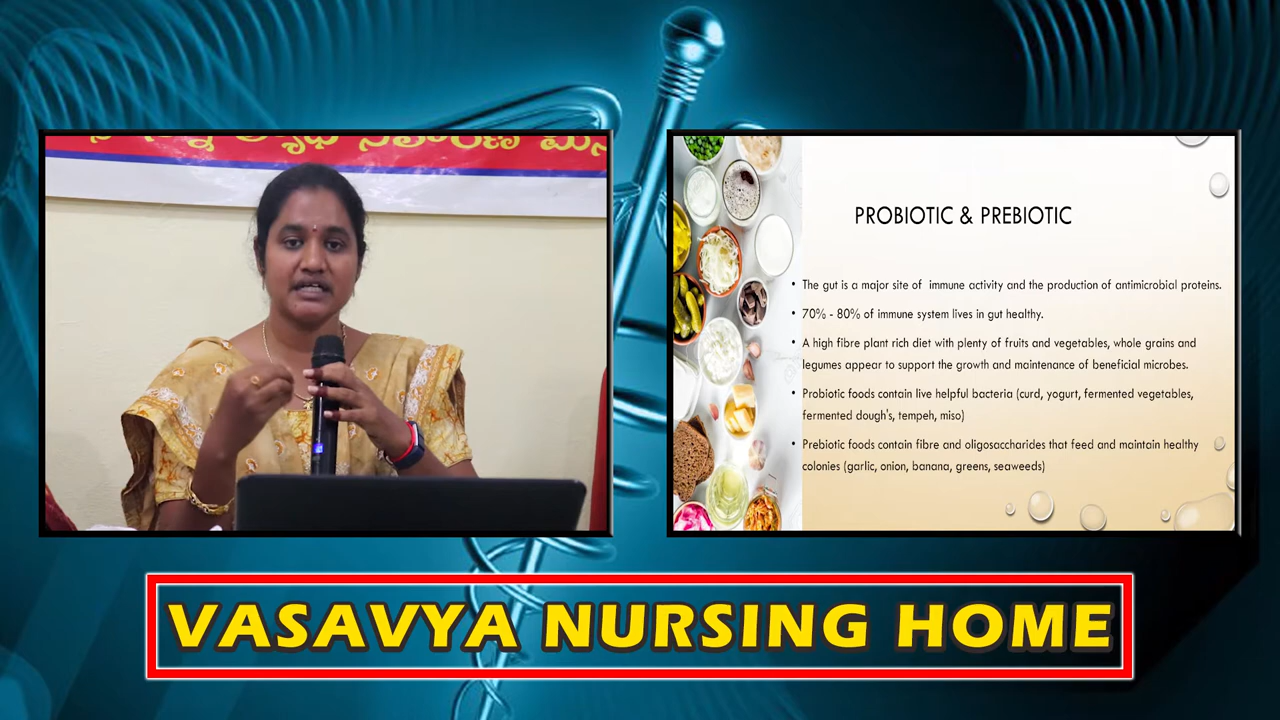 PROBIOTIC & PREBIOTIC
• The gut is a major site of  immune activity and the production of antimicrobial proteins.
• 70% - 80% of immune system lives in gut healthy.
• A high fibre plant rich diet with plenty of fruits and vegetables, whole grains and
legumes appear to support the growth and maintenance of beneficial microbes.
• Probiotic foods contain live helpful bacteria (curd, yogurt, fermented vegetables,
fermented dough's, tempeh, miso)
• Prebiotic foods contain fibre and oligosaccharides that feed and maintain healthy
colonies (garlic, onion, banana, greens, seaweeds)
VASAVYA NURSING HOME